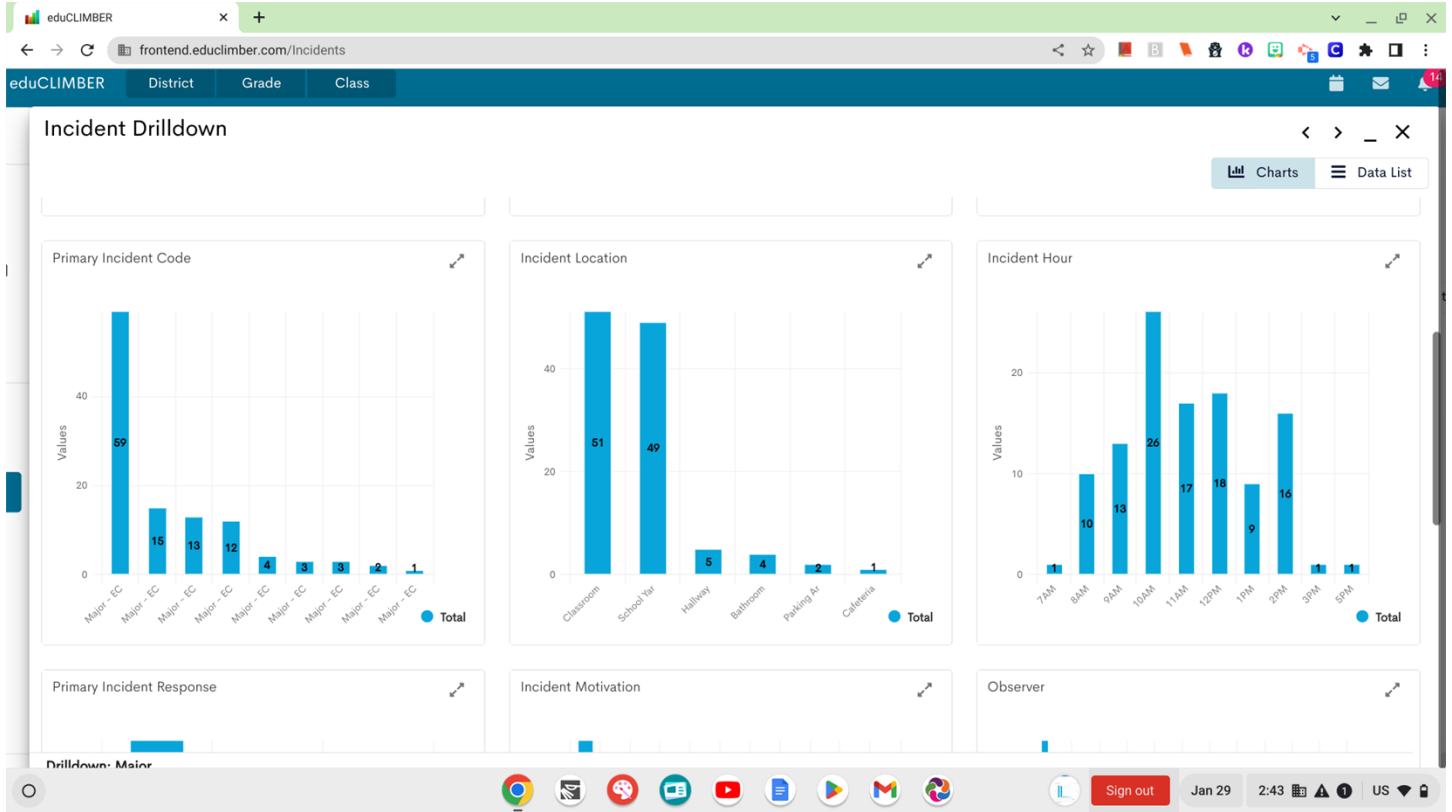 eduCLIMBER
frontend.educlimber.com/Incidents
eduCLIMBER District Grade Class 14
Incident Drilldown
Charts Data List
Primary Incident Code
Values
40
20
0
59
15
13
12
4
3
3
2
1
Major - EC
Major - EC
Major - EC
Major - EC
Major - EC
Major - EC
Major - EC
Major - EC
Major - EC
Total
Incident Location
Values
40
20
0
51
49
5
4
2
1
Classroom
School Yar
Hallway
Bathroom
Parking Ar
Cafeteria
Total
Incident Hour
Values
20
10
0
1
10
13
26
17
18
9
16
1
1
7AM
8AM
9AM
10AM
11AM
12PM
1PM
2PM
3PM
5PM
Total
Primary Incident Response
Incident Motivation
Observer
Drilldown: Major
Sign out Jan 29 2:43 1 US